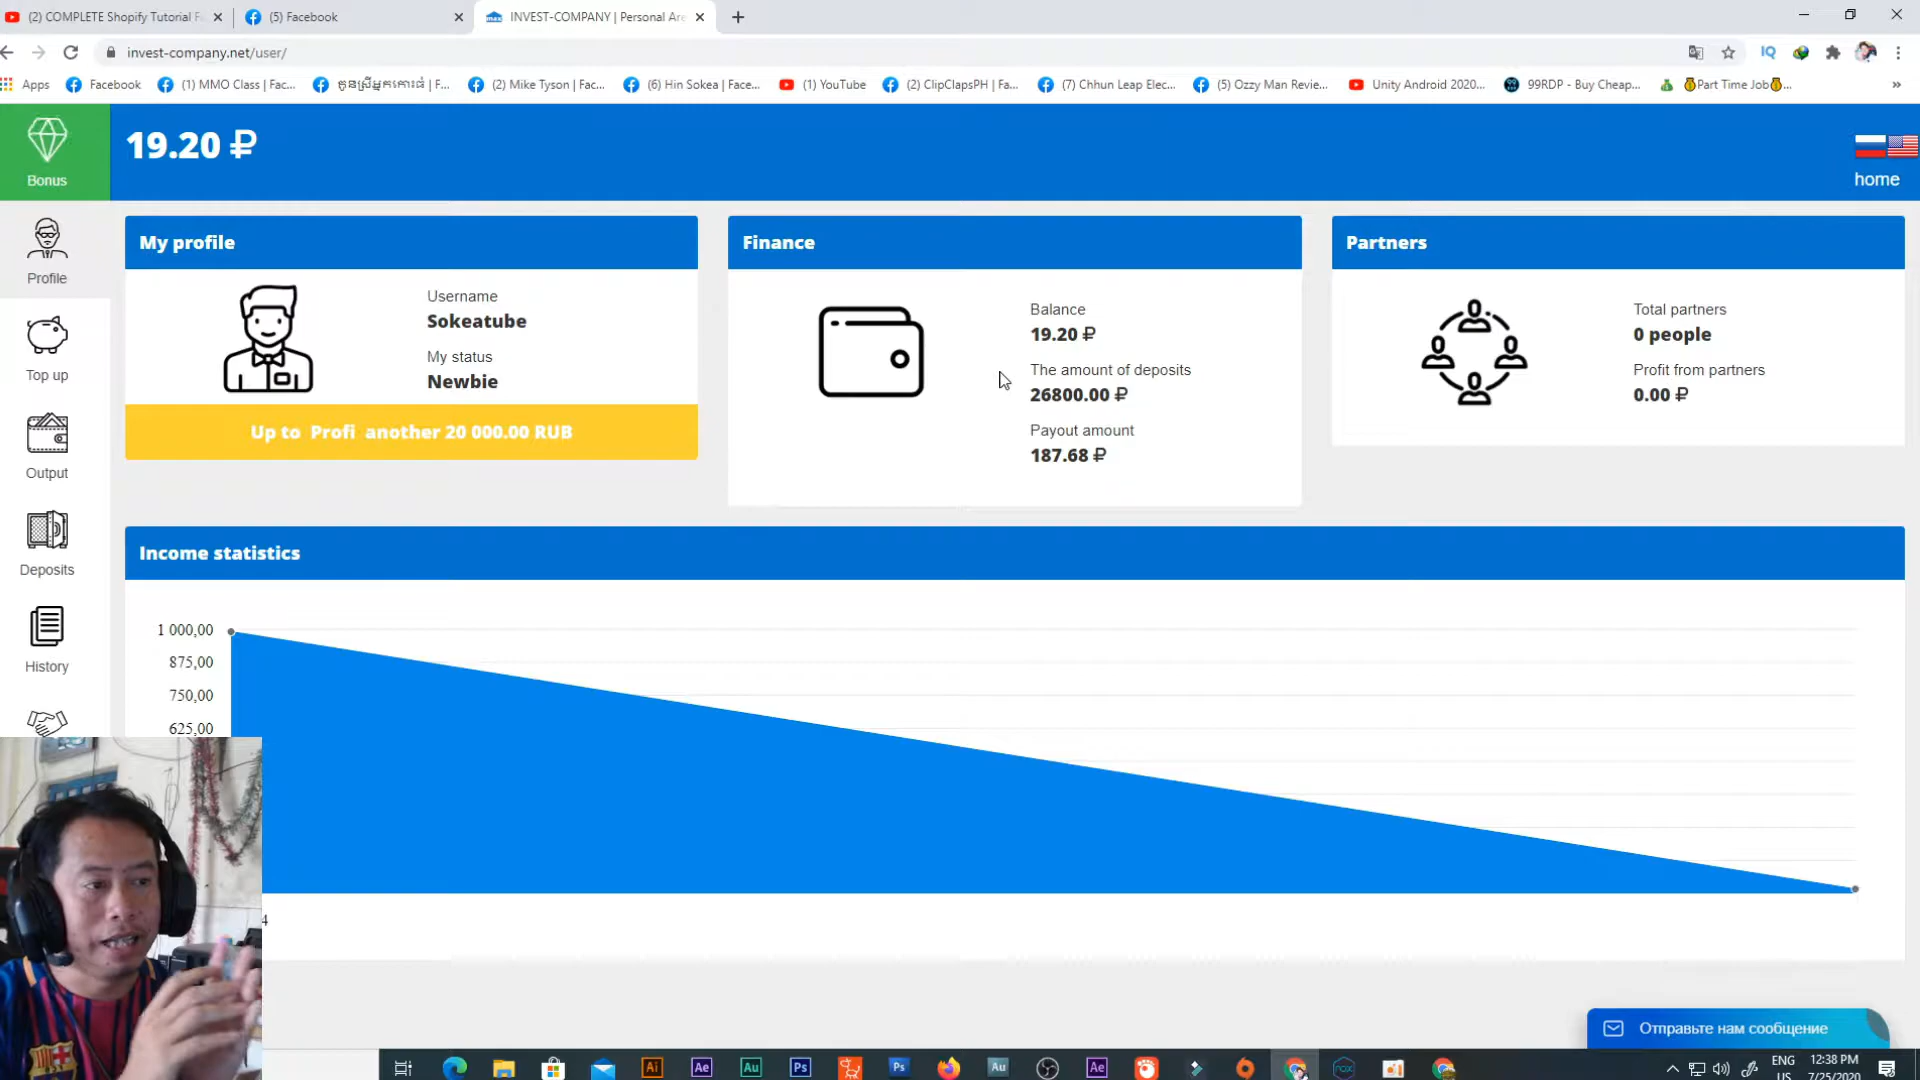 (2) COMPLETE Shopify Tutorial F
(5) Facebook
INVEST-COMPANY | Personal Are
invest-company.net/user/
Apps
Facebook
(1) MMO Class | Fac...
(2) Mike Tyson | Fac...
(6) Hin Sokea | Face...
(1) YouTube
(2) ClipClapsPH | Fa...
(7) Chhun Leap Elec...
(5) Ozzy Man Revie...
Unity Android 2020...
99RDP - Buy Cheap...
Part Time Job
Bonus
19.20 ₽
home
Profile
Top up
Output
Deposits
History
My profile
Username
Sokeatube
My status
Newbie
Up to Profi another 20 000.00 RUB
Finance
Balance
19.20 ₽
The amount of deposits
26800.00 ₽
Payout amount
187.68 ₽
Partners
Total partners
0 people
Profit from partners
0.00 ₽
Income statistics
1 000,00
875,00
750,00
625,00
4
Отправьте нам сообщение
ENG
US
12:38 PM
7/25/2020